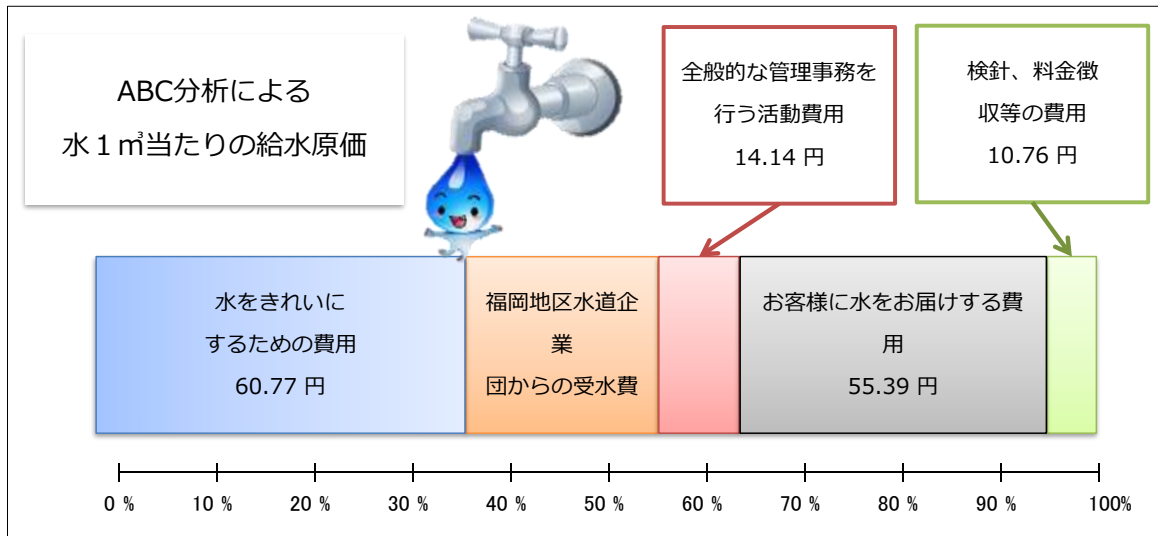 ABC分析による
水１㎥当たりの給水原価
全般的な管理事務を
行う活動費用
14.14 円
検針、料金徴
収等の費用
10.76 円
水をきれいに
するための費用
60.77 円
福岡地区水道企
業
団からの受水費
お客様に水をお届けする費
用
55.39 円
0 % 10 % 20 % 30 % 40 % 50 % 60 % 70 % 80 % 90 % 100%